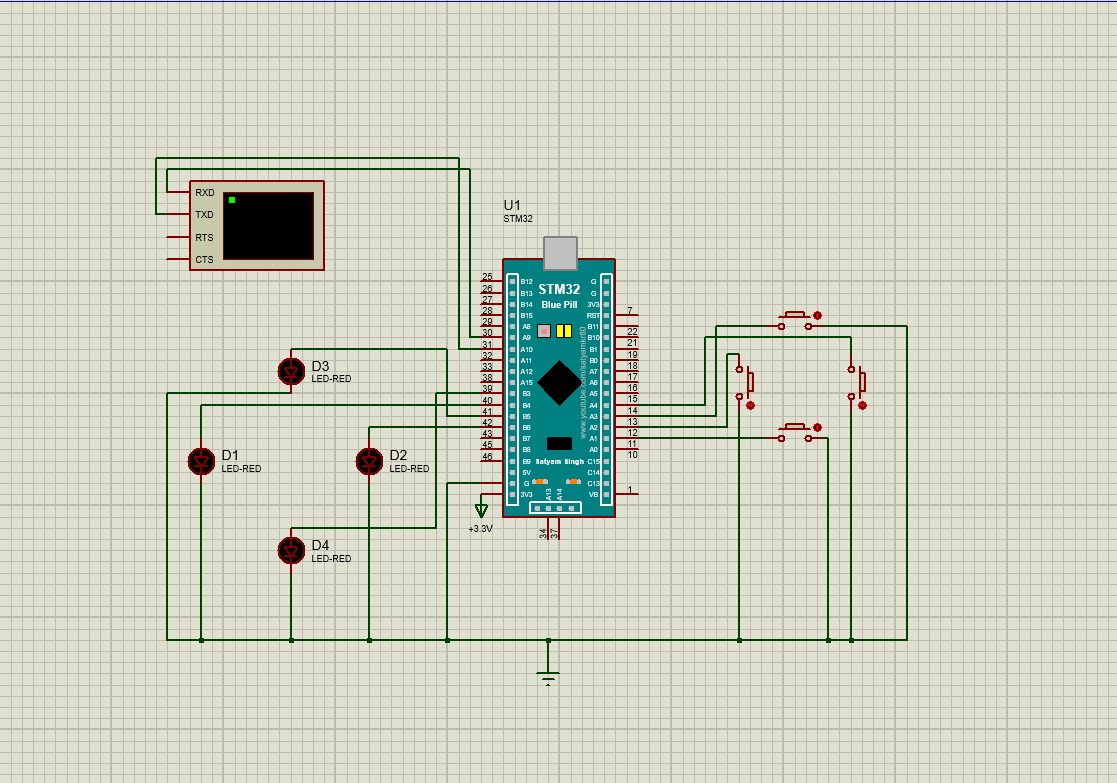 RXD
TXD
RTS
CTS
U1
STM32
STM32
Blue Pill
www.youtube.com/satyamkr80
Satyam Singh
25
26
27
28
29
30
31
32
33
38
39
40
41
42
43
45
46
B12
B13
B14
B15
A8
A9
A10
A11
A12
A15
B3
B4
B5
B6
B7
B8
B9
5V
G
3V3
G
G
3V3
RST
B11
B10
B1
B0
A7
A6
A5
A4
A3
A2
A1
A0
C15
C14
C13
VB
7
22
21
19
18
17
16
15
14
13
12
11
10
1
A13
A14
34
37
+3.3V
D3
LED-RED
D1
LED-RED
D2
LED-RED
D4
LED-RED